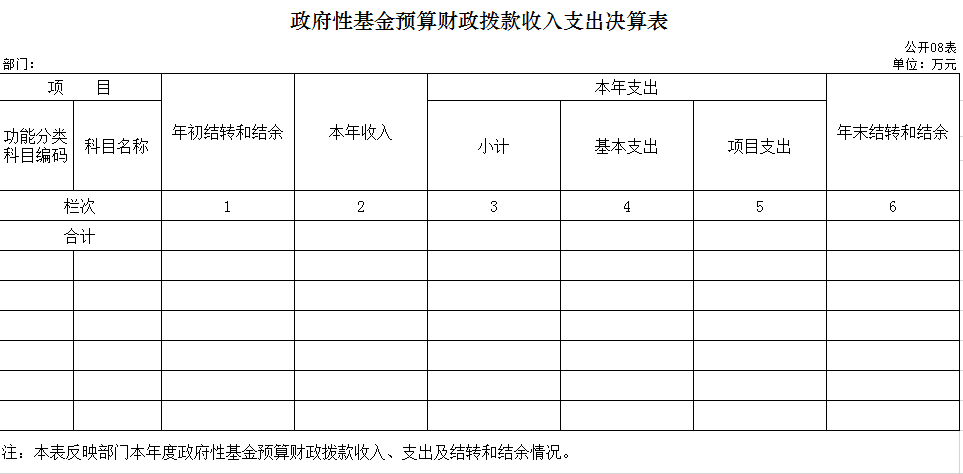 政府性基金预算财政拨款收入支出决算表
公开08表
部门：
单位：万元
项 目
年初结转和结余
本年收入
本年支出
年末结转和结余
功能分类
科目编码
科目名称
小计
基本支出
项目支出
栏次 1 2 3 4 5 6
合计
注：本表反映部门本年度政府性基金预算财政拨款收入、支出及结转和结余情况。